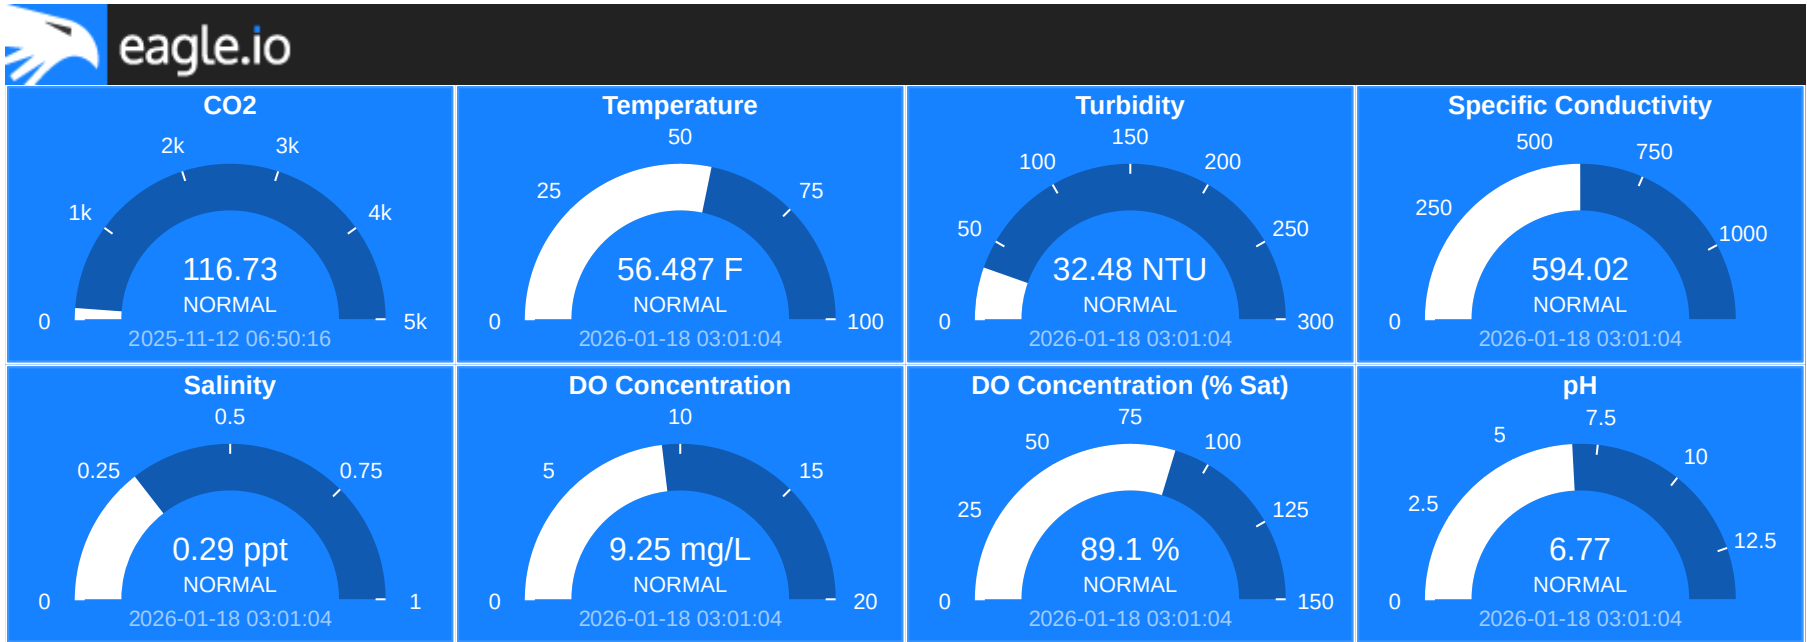 eagle.io
CO2
0
1k
2k
3k
4k
5k
116.73
NORMAL
2025-11-12 06:50:16
Temperature
0
25
50
75
100
56.487 F
NORMAL
2026-01-18 03:01:04
Turbidity
0
50
100
150
200
250
300
32.48 NTU
NORMAL
2026-01-18 03:01:04
Specific Conductivity
0
250
500
750
1000
594.02
NORMAL
2026-01-18 03:01:04
Salinity
0
0.25
0.5
0.75
1
0.29 ppt
NORMAL
2026-01-18 03:01:04
DO Concentration
0
5
10
15
20
9.25 mg/L
NORMAL
2026-01-18 03:01:04
DO Concentration (% Sat)
0
25
50
75
100
125
150
89.1 %
NORMAL
2026-01-18 03:01:04
pH
0
2.5
5
7.5
10
12.5
6.77
NORMAL
2026-01-18 03:01:04